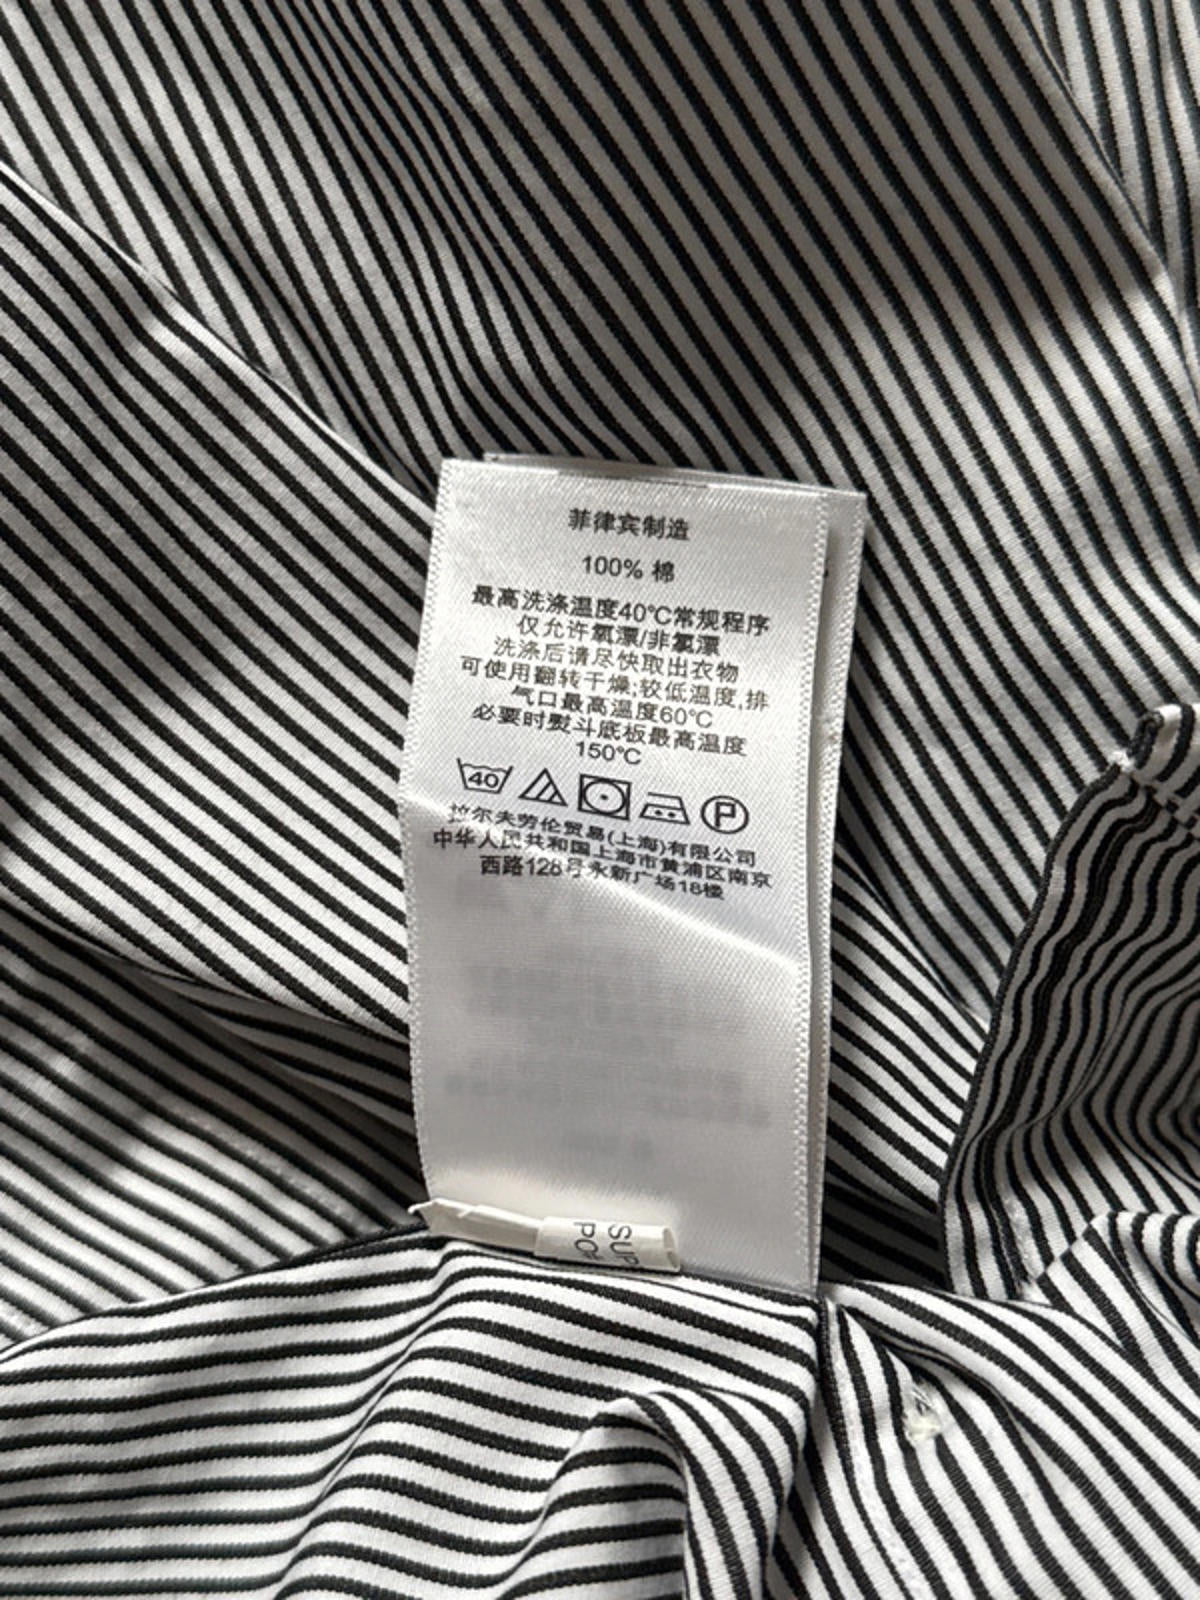 菲律宾制造
100% 棉
最高洗涤温度40℃常规程序
仅允许氧漂/非氯漂
洗涤后请尽快取出衣物
可使用翻转干燥;较低温度,排
气口最高温度60℃
必要时熨斗底板最高温度
150℃
40
P
拉尔夫劳伦贸易(上海)有限公司
中华人民共和国上海市黄浦区南京
西路128号永新广场18楼
SUP
PO